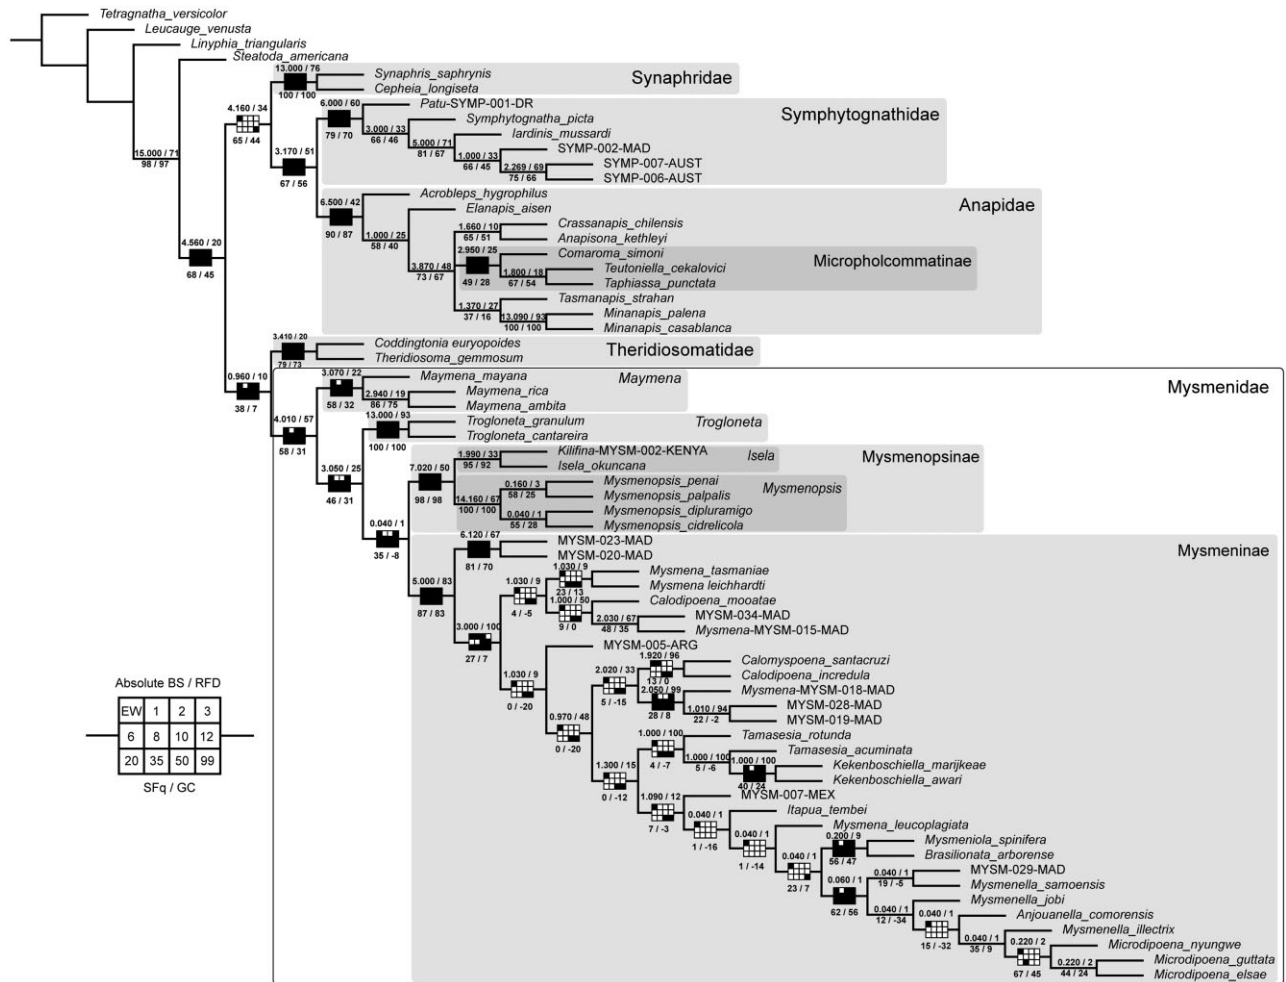 Tetragnatha_versicolor
Leucauge_venusta
Linyphia_triangularis
Steatoda_americana
13.000 / 76
Synaphris_saphrynis
Synaphridae
100 / 100
Cepheia_longiseta
4.160 / 34
65 / 44
6.000 / 60
Patu-SYMP-001-DR
Symphytognathidae
79 / 70
3.000 / 33
Symphytognatha_picta
66 / 46
5.000 / 71
Iardinis_mussardi
81 / 67
1.000 / 33
SYMP-002-MAD
66 / 45
2.269 / 69
SYMP-007-AUST
75 / 66
SYMP-006-AUST
3.170 / 51
67 / 56
15.000 / 71
98 / 97
6.500 / 42
Acrobleps_hygrophilus
Anapidae
90 / 87
Elanapis_aisen
1.000 / 25
58 / 40
1.660 / 10
Crassanapis_chilensis
65 / 51
Anapisona_kethleyi
2.950 / 25
Comaroma_simoni
Micropholcommatinae
49 / 28
3.870 / 48
73 / 67
1.800 / 18
Teutoniella_cekalovici
67 / 54
Taphiassa_punctata
1.370 / 27
Tasmanapis_strahan
37 / 16
13.090 / 93
Minanapis_palena
100 / 100
Minanapis_casablanca
4.560 / 20
68 / 45
3.410 / 20
Coddingtonia euryopoides
Theridiosomatidae
79 / 73
Theridiosoma_gemmosum
0.960 / 10
38 / 7
Mysmenidae
3.070 / 22
Maymena_mayana
Maymena
58 / 32
2.940 / 19
Maymena_rica
86 / 75
Maymena_ambita
4.010 / 57
58 / 31
13.000 / 93
Trogloneta_granulum
Trogloneta
100 / 100
Trogloneta_cantareira
3.050 / 25
46 / 31
7.020 / 50
98 / 98
1.990 / 33
Kilifina-MYSM-002-KENYA
Isela
Mysmenopsinae
95 / 92
Isela_okuncana
14.160 / 67
100 / 100
0.160 / 3
Mysmenopsis_penai
Mysmenopsis
58 / 25
Mysmenopsis_palpalis
0.040 / 1
Mysmenopsis_dipluramigo
55 / 28
Mysmenopsis_cidrelicola
0.040 / 1
35 / -8
6.120 / 67
MYSM-023-MAD
Mysmeninae
81 / 70
MYSM-020-MAD
5.000 / 83
87 / 83
1.030 / 9
Mysmena_tasmaniae
23 / 13
Mysmena leichhardti
1.030 / 9
4 / -5
1.000 / 50
Calodipoena_mooatae
9 / 0
2.030 / 67
MYSM-034-MAD
48 / 35
Mysmena-MYSM-015-MAD
3.000 / 100
27 / 7
MYSM-005-ARG
1.030 / 9
0 / -20
1.920 / 96
Calomyspoena_santacruzi
13 / 0
Calodipoena_incredula
2.020 / 33
5 / -15
2.050 / 99
Mysmena-MYSM-018-MAD
28 / 8
1.010 / 94
MYSM-028-MAD
22 / -2
MYSM-019-MAD
0.970 / 48
0 / -20
1.000 / 100
Tamasesia_rotunda
4 / -7
1.000 / 100
Tamasesia_acuminata
5 / -6
1.000 / 100
Kekenboschiella_marijkeae
40 / 24
Kekenboschiella_awari
1.300 / 15
0 / -12
1.090 / 12
MYSM-007-MEX
7 / -3
0.040 / 1
Itapua_tembei
1 / -16
0.040 / 1
Mysmena_leucoplagiata
1 / -14
0.040 / 1
23 / 7
0.200 / 9
Mysmeniola_spinifera
56 / 47
Brasilionata_arborense
0.060 / 1
62 / 56
0.040 / 1
MYSM-029-MAD
19 / -5
Mysmenella_samoensis
0.040 / 1
Mysmenella_jobi
12 / -34
0.040 / 1
Anjouanella_comorensis
15 / -32
0.040 / 1
Mysmenella_illectrix
35 / 9
0.220 / 2
Microdipoena_nyungwe
67 / 45
0.220 / 2
Microdipoena_guttata
44 / 24
Microdipoena_elsae
Absolute BS / RFD
EW 1 2 3
6 8 10 12
20 35 50 99
SFq / GC